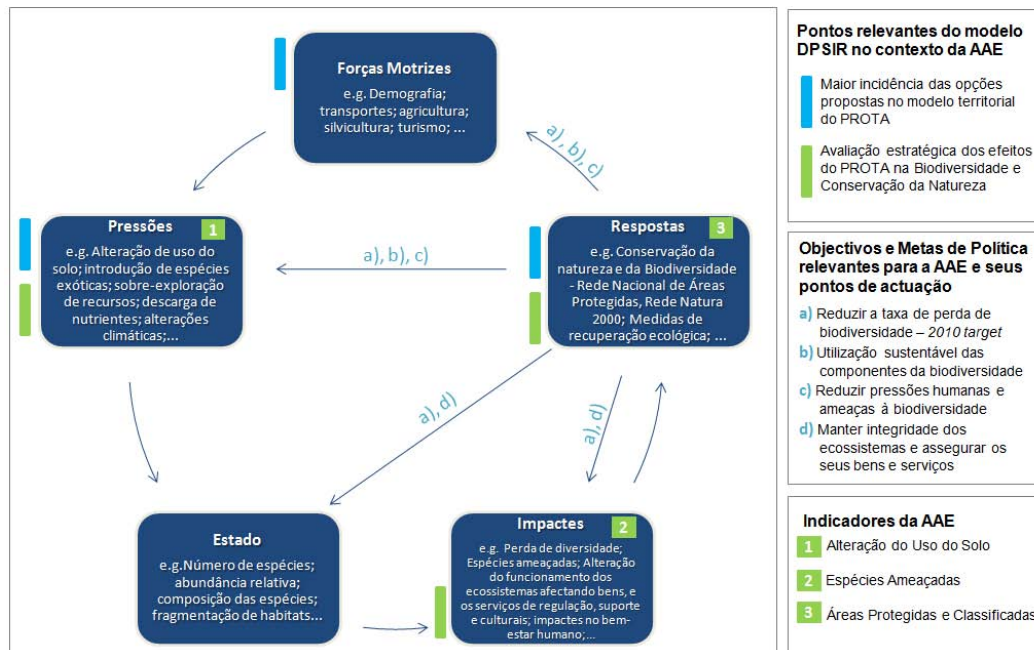 Forças Motrizes
e.g. Demografia;
transportes; agricultura;
silvicultura; turismo; ...
a), b), c)
Pressões
1
e.g. Alteração de uso do
solo; introdução de espécies
exóticas; sobre-exploração
de recursos; descarga de
nutrientes; alterações
climáticas;...
a), b), c)
Respostas
3
e.g. Conservação da
natureza e da Biodiversidade
- Rede Nacional de Áreas
Protegidas, Rede Natura
2000; Medidas de
recuperação ecológica; ...
a), d)
a), d)
Estado
e.g.Número de espécies;
abundância relativa;
composição das espécies;
fragmentação de habitats...
Impactes
2
e.g. Perda de diversidade;
Espécies ameaçadas; Alteração
do funcionamento dos
ecossistemas afectando bens, e
os serviços de regulação, suporte
e culturais; impactes no bem-
estar humano;...
Pontos relevantes do modelo
DPSIR no contexto da AAE
Maior incidência das opções
propostas no modelo territorial
do PROTA
Avaliação estratégica dos efeitos
do PROTA na Biodiversidade e
Conservação da Natureza
Objectivos e Metas de Política
relevantes para a AAE e seus
pontos de actuação
a) Reduzir a taxa de perda de
biodiversidade – 2010 target
b) Utilização sustentável das
componentes da biodiversidade
c) Reduzir pressões humanas e
ameaças à biodiversidade
d) Manter integridade dos
ecossistemas e assegurar os
seus bens e serviços
Indicadores da AAE
1 Alteração do Uso do Solo
2 Espécies Ameaçadas
3 Áreas Protegidas e Classificadas